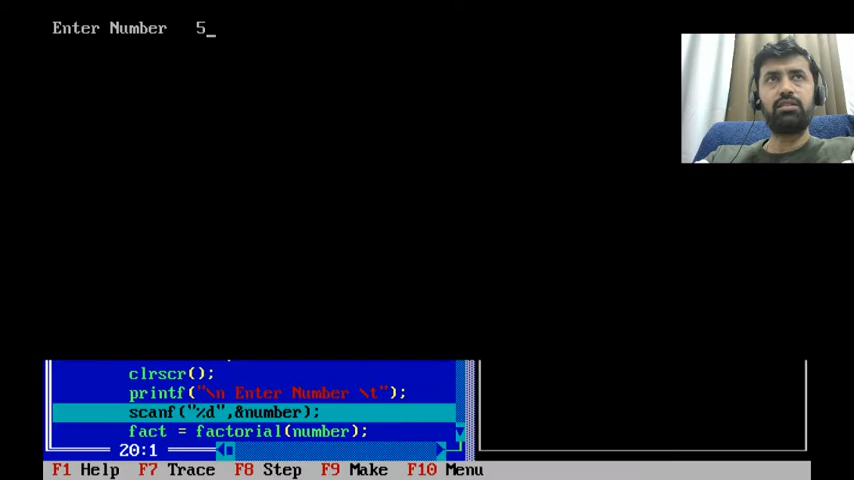 Enter Number   5_
clrscr();
printf("\n Enter Number \t");
scanf("%d",&number);
fact = factorial(number);
20:1
F1 Help  F7 Trace  F8 Step  F9 Make  F10 Menu